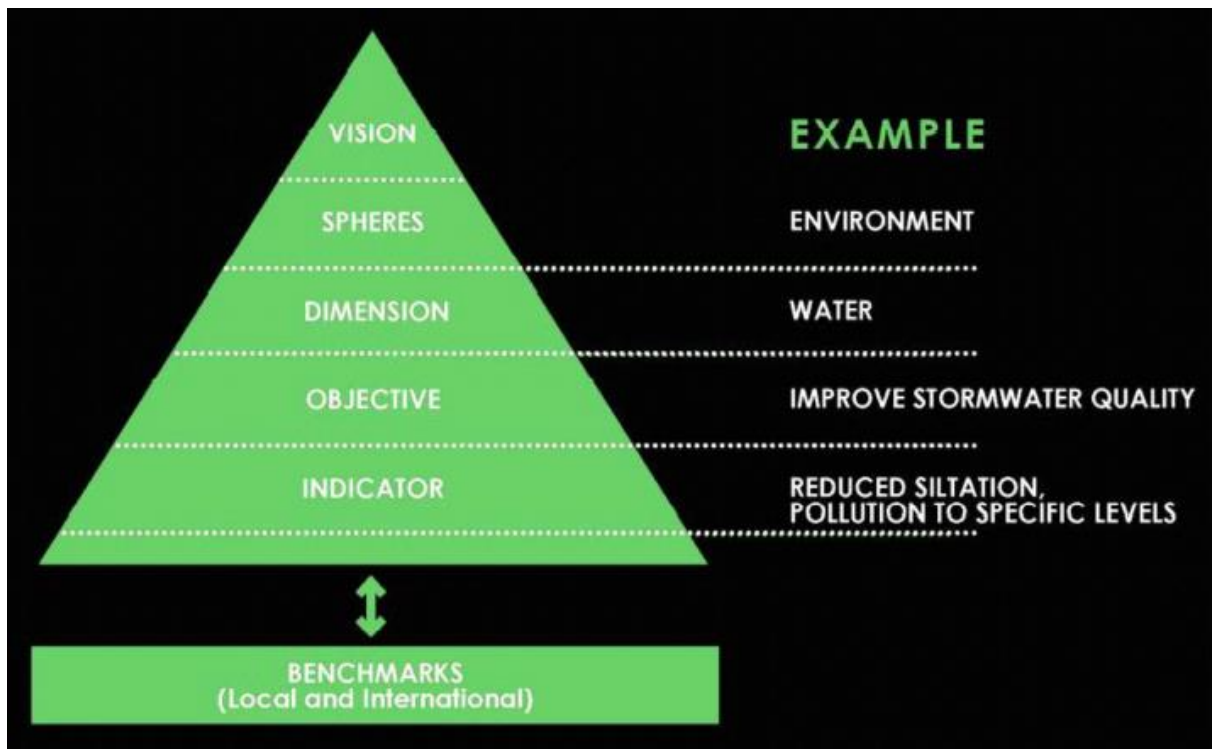 VISION
EXAMPLE
SPHERES
ENVIRONMENT
DIMENSION
WATER
OBJECTIVE
IMPROVE STORMWATER QUALITY
INDICATOR
REDUCED SILTATION,
POLLUTION TO SPECIFIC LEVELS
BENCHMARKS
(Local and International)